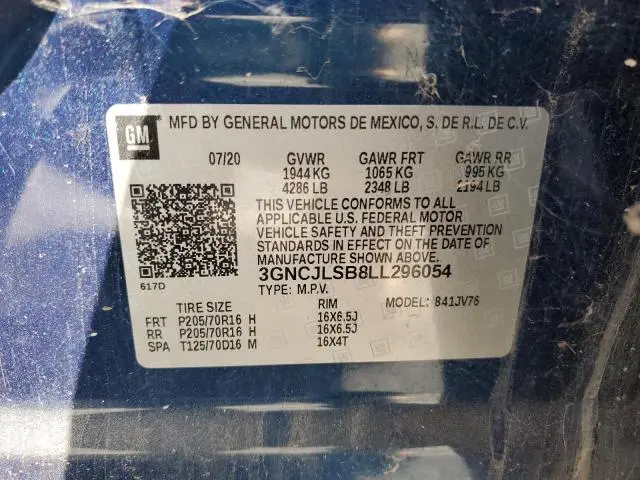 GM MFD BY GENERAL MOTORS DE MEXICO, S. DE R.L. DE C.V.
07/20 GVWR GAWR FRT GAWR RR
1944 KG 1065 KG 995 KG
4286 LB 2348 LB 2194 LB
THIS VEHICLE CONFORMS TO ALL
APPLICABLE U.S. FEDERAL MOTOR
VEHICLE SAFETY AND THEFT PREVENTION
STANDARDS IN EFFECT ON THE DATE OF
MANUFACTURE SHOWN ABOVE.
3GNCJLSB8LL296054
617D TYPE: M.P.V. MODEL: 841JV76
TIRE SIZE RIM
FRT P205/70R16 H 16X6.5J
RR P205/70R16 H 16X6.5J
SPA T125/70D16 M 16X4T